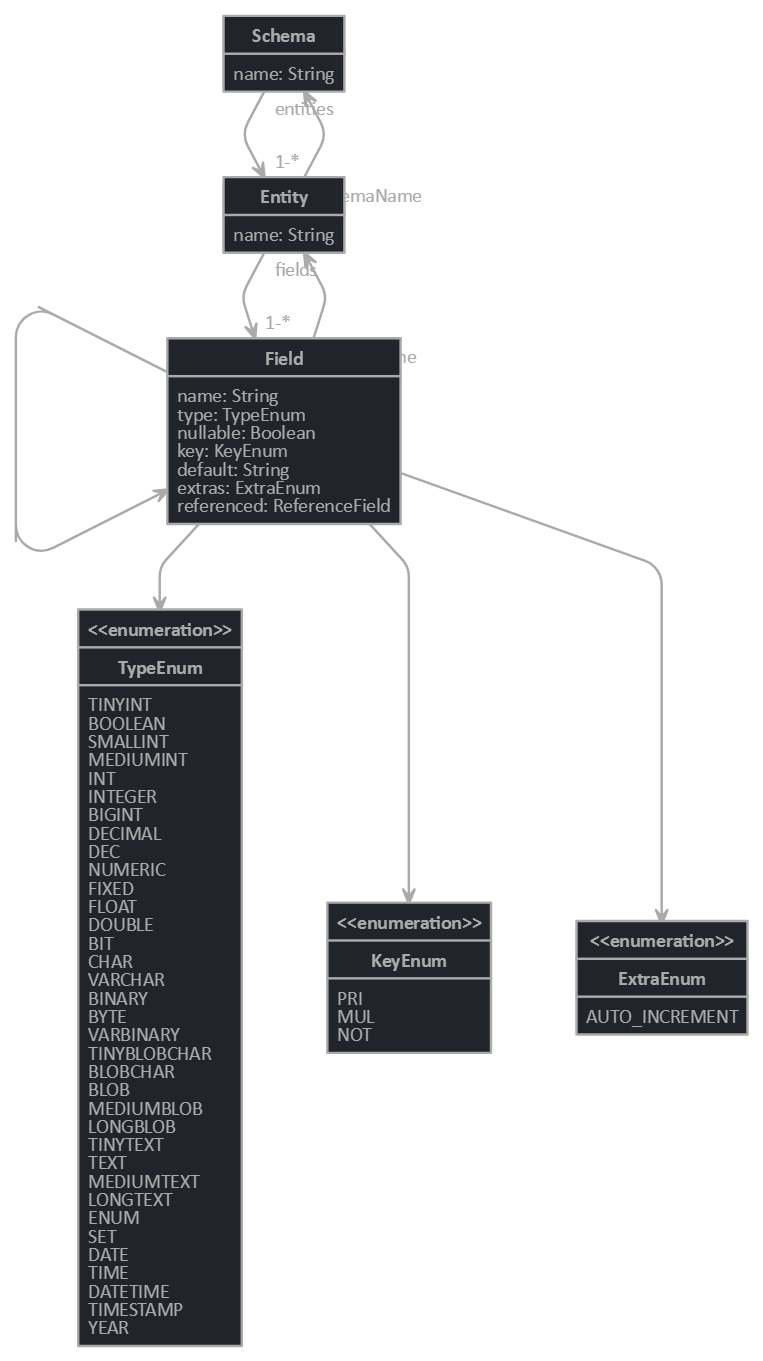 Schema
name: String
entities
1-*
Entity
emaName
name: String
fields
1-*
Field
ne
name: String
type: TypeEnum
nullable: Boolean
key: KeyEnum
default: String
extras: ExtraEnum
referenced: ReferenceField
<<enumeration>>
TypeEnum
TINYINT
BOOLEAN
SMALLINT
MEDIUMINT
INT
INTEGER
BIGINT
DECIMAL
DEC
NUMERIC
FIXED
FLOAT
DOUBLE
BIT
CHAR
VARCHAR
BINARY
BYTE
VARBINARY
TINYBLOBCHAR
BLOBCHAR
BLOB
MEDIUMBLOB
LONGBLOB
TINYTEXT
TEXT
MEDIUMTEXT
LONGTEXT
ENUM
SET
DATE
TIME
DATETIME
TIMESTAMP
YEAR
<<enumeration>>
KeyEnum
PRI
MUL
NOT
<<enumeration>>
ExtraEnum
AUTO_INCREMENT